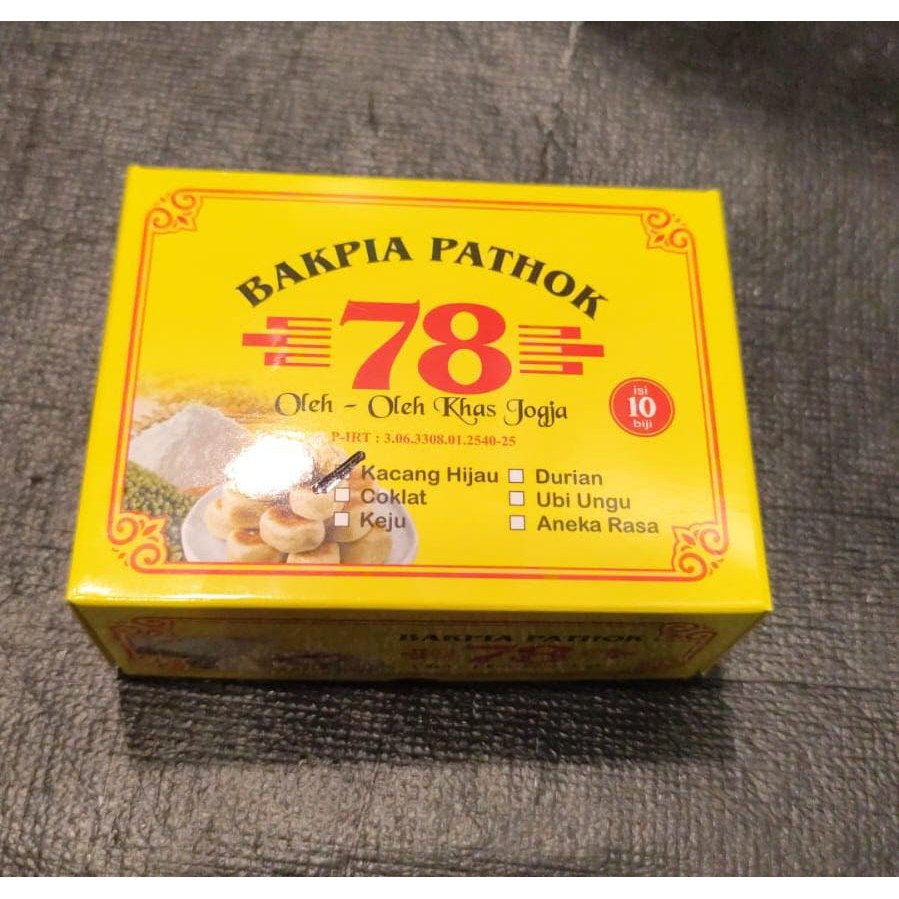 BAKPIA PATHOK
78
Oleh - Oleh Khas Jogja
isi
10
biji
P-IRT : 3.06.3308.01.2540-25
Kacang Hijau
Durian
Coklat
Ubi Ungu
Keju
Aneka Rasa
BAKPIA PATHOK
78